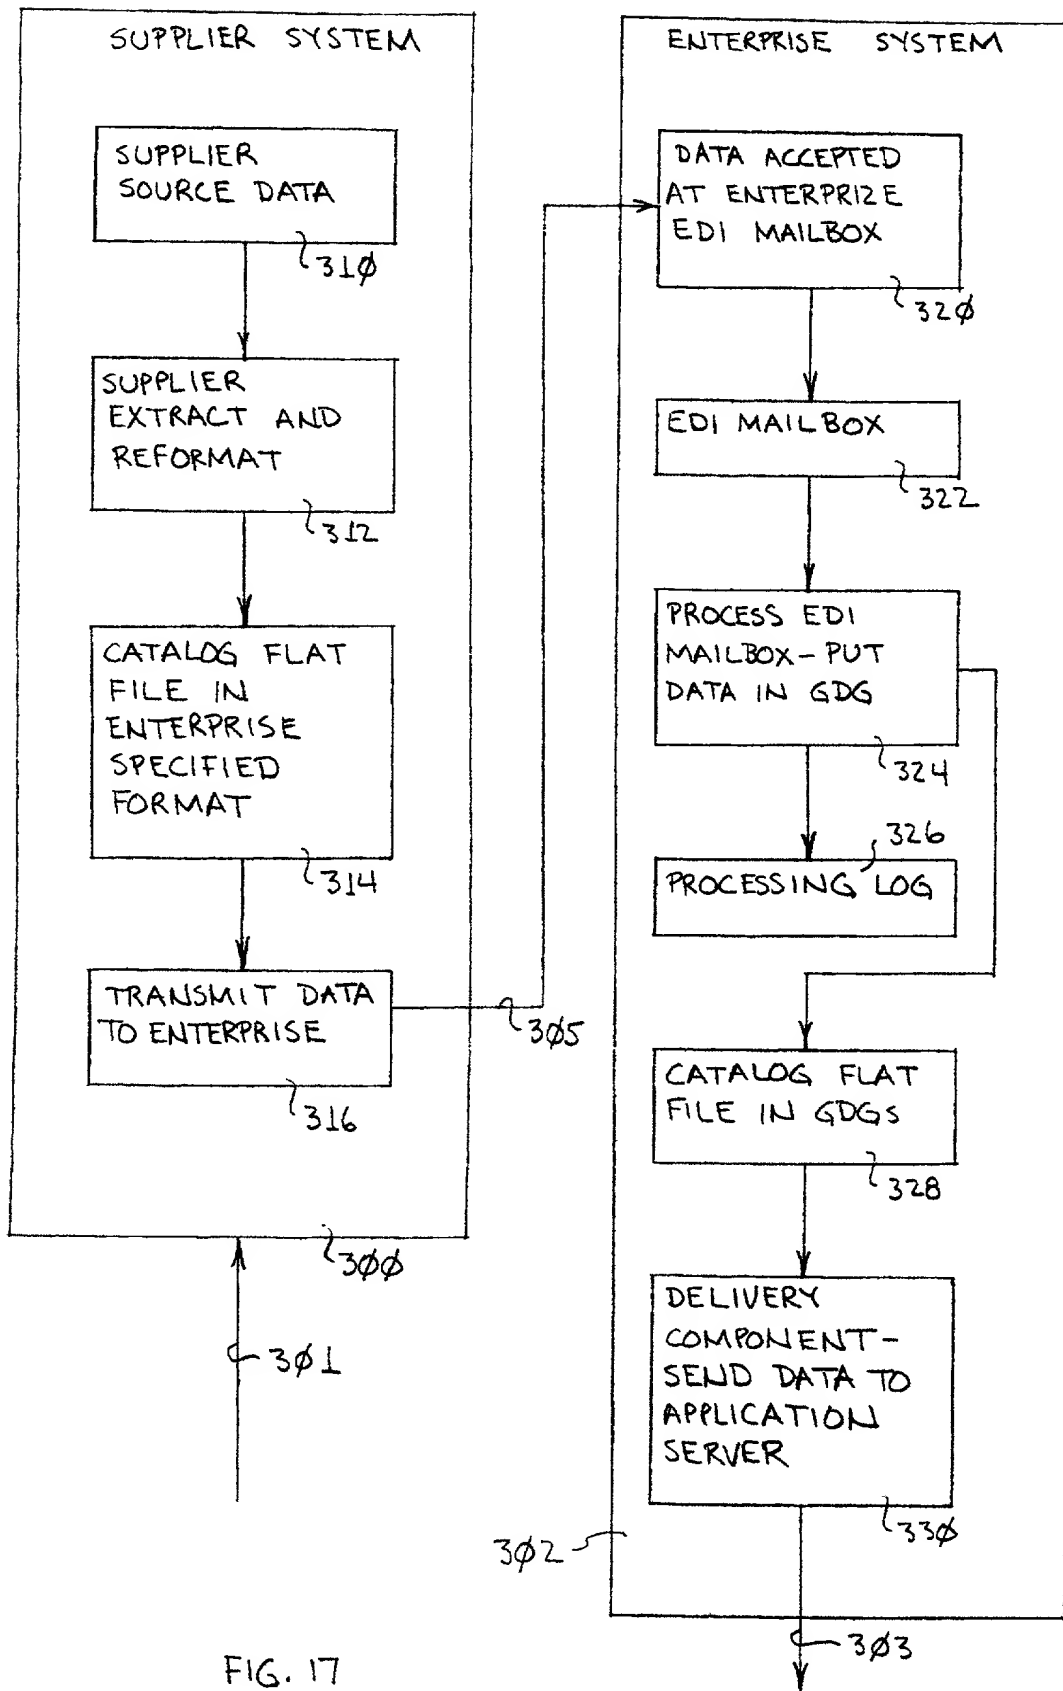 SUPPLIER SYSTEM
SUPPLIER
SOURCE DATA
310
SUPPLIER
EXTRACT AND
REFORMAT
312
CATALOG FLAT
FILE IN
ENTERPRISE
SPECIFIED
FORMAT
314
TRANSMIT DATA
TO ENTERPRISE
316
300
301
305
ENTERPRISE SYSTEM
DATA ACCEPTED
AT ENTERPRIZE
EDI MAILBOX
320
EDI MAILBOX
322
PROCESS EDI
MAILBOX-PUT
DATA IN GDG
324
326
PROCESSING LOG
CATALOG FLAT
FILE IN GDGS
328
DELIVERY
COMPONENT-
SEND DATA TO
APPLICATION
SERVER
330
302
303
FIG. 17